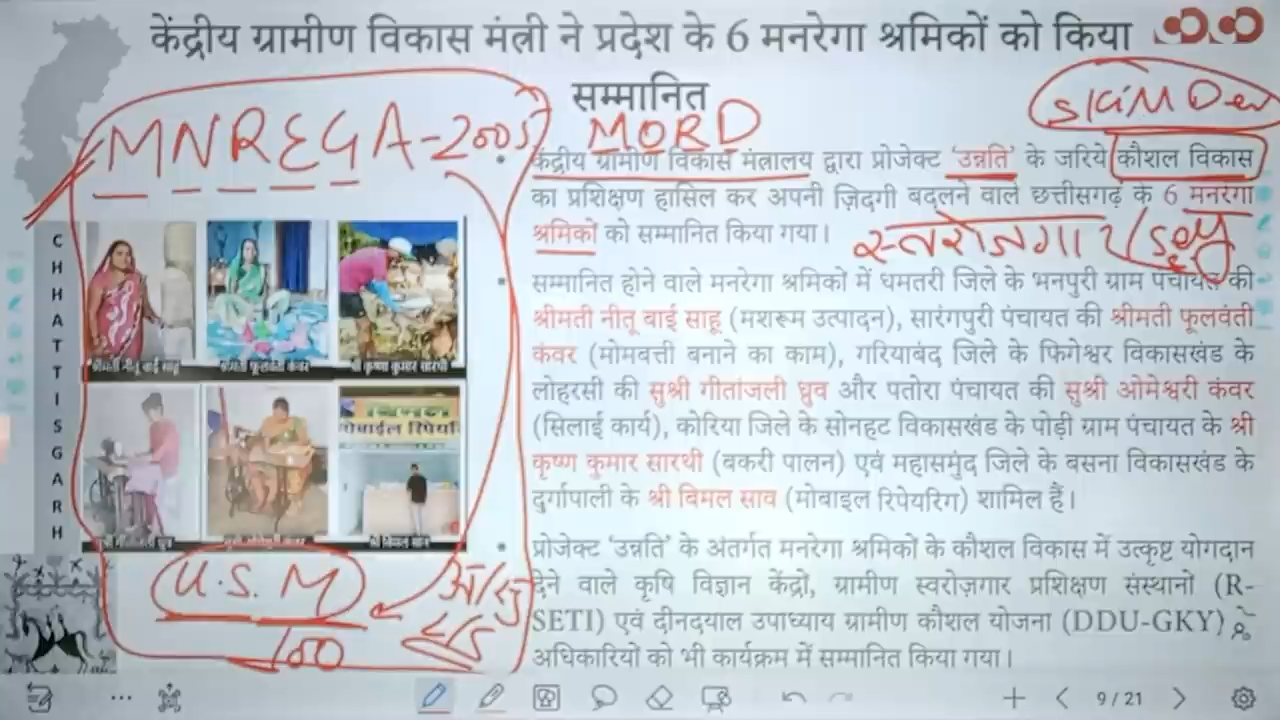 केंद्रीय ग्रामीण विकास मंत्री ने प्रदेश के 6 मनरेगा श्रमिकों को किया
सम्मानित
SKiM Dev
MNREGA-2005
MORD
केंद्रीय ग्रामीण विकास मंत्रालय द्वारा प्रोजेक्ट ‘उन्नति’ के जरिये कौशल विकास
का प्रशिक्षण हासिल कर अपनी ज़िदगी बदलने वाले छत्तीसगढ़ के 6 मनरेगा
श्रमिकों को सम्मानित किया गया।
CHHATTISGARH
सम्मानित होने वाले मनरेगा श्रमिकों में धमतरी जिले के भनपुरी ग्राम पंचायत की
श्रीमती नीतू बाई साहू (मशरूम उत्पादन), सारंगपुरी पंचायत की श्रीमती फूलवंती
कंवर (मोमबत्ती बनाने का काम), गरियाबंद जिले के फिगेश्वर विकासखंड के
लोहरसी की सुश्री गीतांजली ध्रुव और पतोरा पंचायत की सुश्री ओमेश्वरी कंवर
(सिलाई कार्य), कोरिया जिले के सोनहट विकासखंड के पोड़ी ग्राम पंचायत के श्री
कृष्ण कुमार सारथी (बकरी पालन) एवं महासमुंद जिले के बसना विकासखंड के
दुर्गापाली के श्री बिमल साव (मोबाइल रिपेयरिंग) शामिल हैं।
श्रीमती नीतू बाई साहू
श्री कृष्ण कुमार सारथी
प्रोजेक्ट ‘उन्नति’ के अंतर्गत मनरेगा श्रमिकों के कौशल विकास में उत्कृष्ट योगदान
देने वाले कृषि विज्ञान केंद्रो, ग्रामीण स्वरोज़गार प्रशिक्षण संस्थानों (R-
SETI) एवं दीनदयाल उपाध्याय ग्रामीण कौशल योजना (DDU-GKY) के
अधिकारियों को भी कार्यक्रम में सम्मानित किया गया।
U.S.M
100
9 / 21